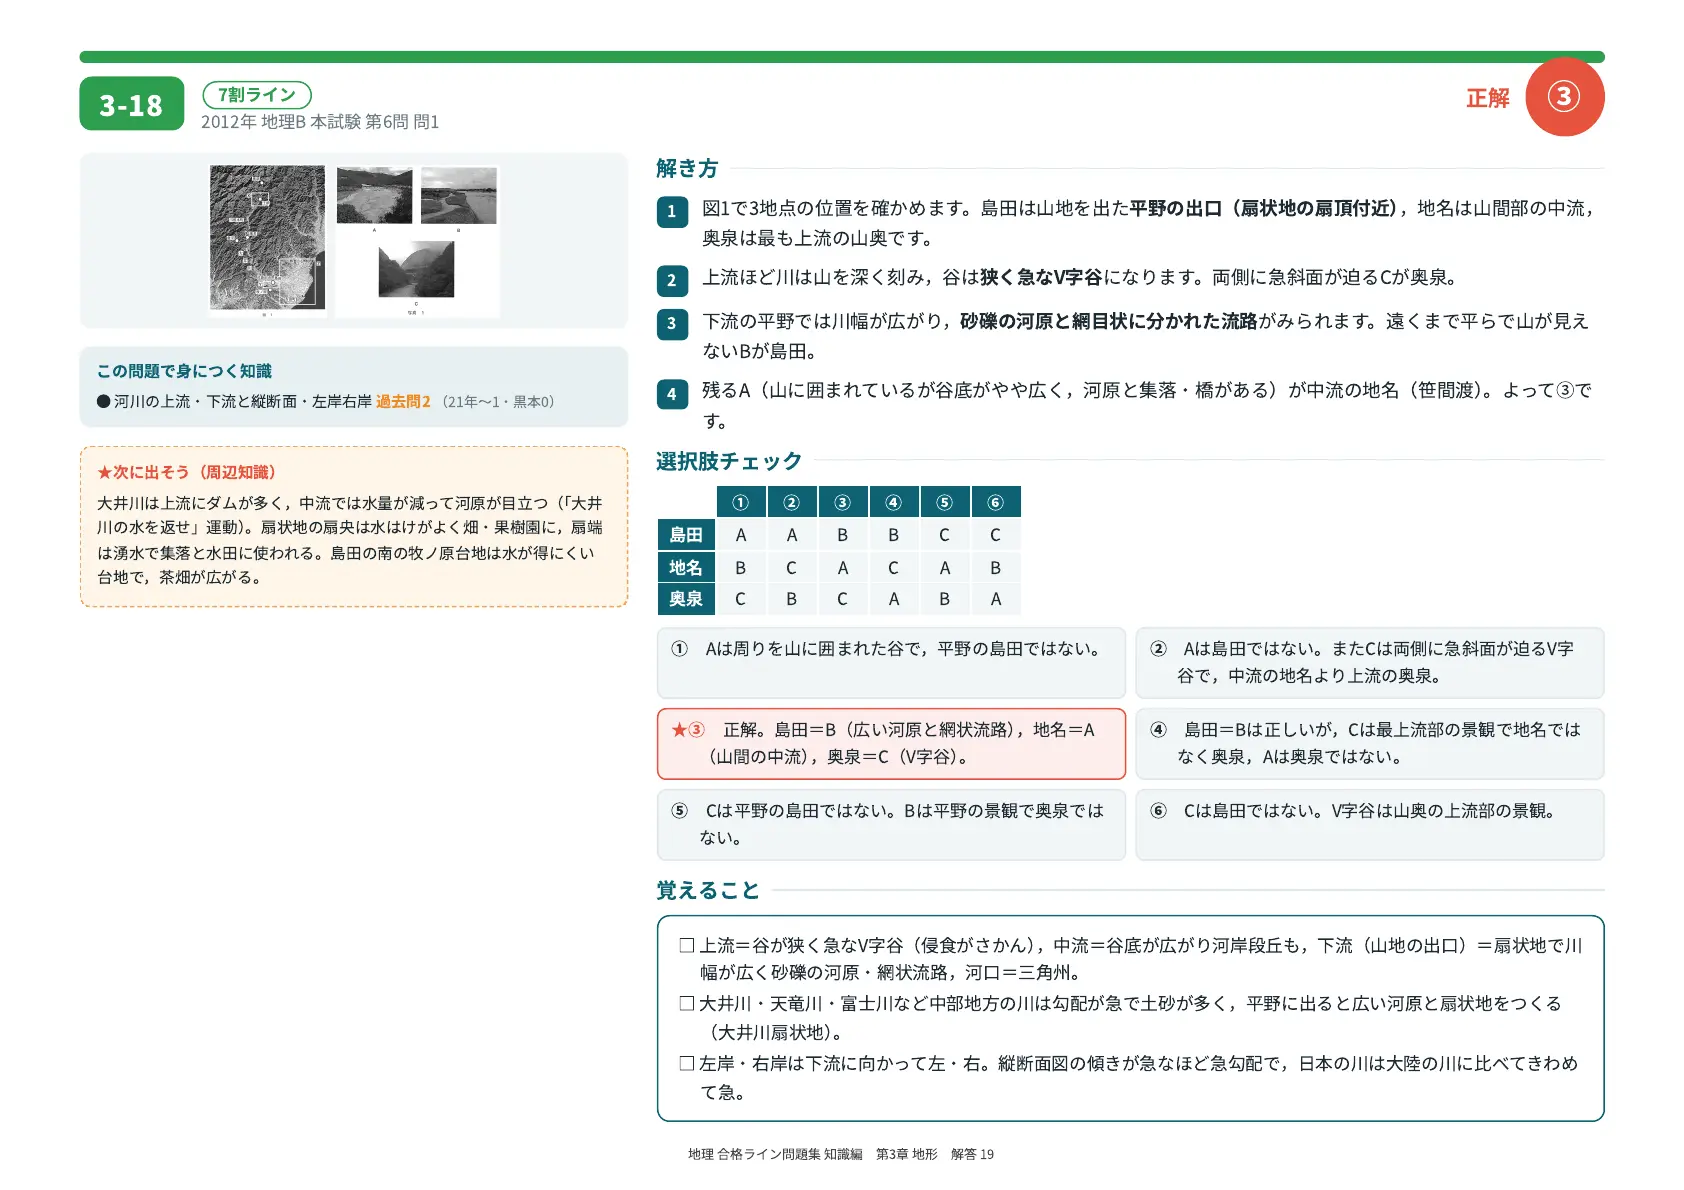 3-18
7割ライン
2012年 地理B 本試験 第6問 問1
正解 ③
A
B
C
この問題で身につく知識
●河川の上流・下流と縦断面・左岸右岸 過去問2 （21年〜1・黒本0）
★次に出そう（周辺知識）
大井川は上流にダムが多く，中流では水量が減って河原が目立つ（「大井
川の水を返せ」運動）。扇状地の扇央は水はけがよく畑・果樹園に，扇端
は湧水で集落と水田に使われる。島田の南の牧ノ原台地は水が得にくい
台地で，茶畑が広がる。
解き方
1 図1で3地点の位置を確かめます。島田は山地を出た平野の出口（扇状地の扇頂付近），地名は山間部の中流，
奥泉は最も上流の山奥です。
2 上流ほど川は山を深く刻み，谷は狭く急なV字谷になります。両側に急斜面が迫るCが奥泉。
3 下流の平野では川幅が広がり，砂礫の河原と網目状に分かれた流路がみられます。遠くまで平らで山が見え
ないBが島田。
4 残るA（山に囲まれているが谷底がやや広く，河原と集落・橋がある）が中流の地名（笹間渡）。よって③で
す。
選択肢チェック
① ② ③ ④ ⑤ ⑥
島田 A A B B C C
地名 B C A C A B
奥泉 C B C A B A
① Aは周りを山に囲まれた谷で，平野の島田ではない。
② Aは島田ではない。またCは両側に急斜面が迫るV字
谷で，中流の地名より上流の奥泉。
★③ 正解。島田＝B（広い河原と網状流路），地名＝A
（山間の中流），奥泉＝C（V字谷）。
④ 島田＝Bは正しいが，Cは最上流部の景観で地名では
なく奥泉，Aは奥泉ではない。
⑤ Cは平野の島田ではない。Bは平野の景観で奥泉では
ない。
⑥ Cは島田ではない。V字谷は山奥の上流部の景観。
覚えること
□ 上流＝谷が狭く急なV字谷（侵食がさかん），中流＝谷底が広がり河岸段丘も，下流（山地の出口）＝扇状地で川
幅が広く砂礫の河原・網状流路，河口＝三角州。
□ 大井川・天竜川・富士川など中部地方の川は勾配が急で土砂が多く，平野に出ると広い河原と扇状地をつくる
（大井川扇状地）。
□ 左岸・右岸は下流に向かって左・右。縦断面図の傾きが急なほど急勾配で，日本の川は大陸の川に比べてきわめ
て急。
地理 合格ライン問題集 知識編 第3章 地形 解答 19